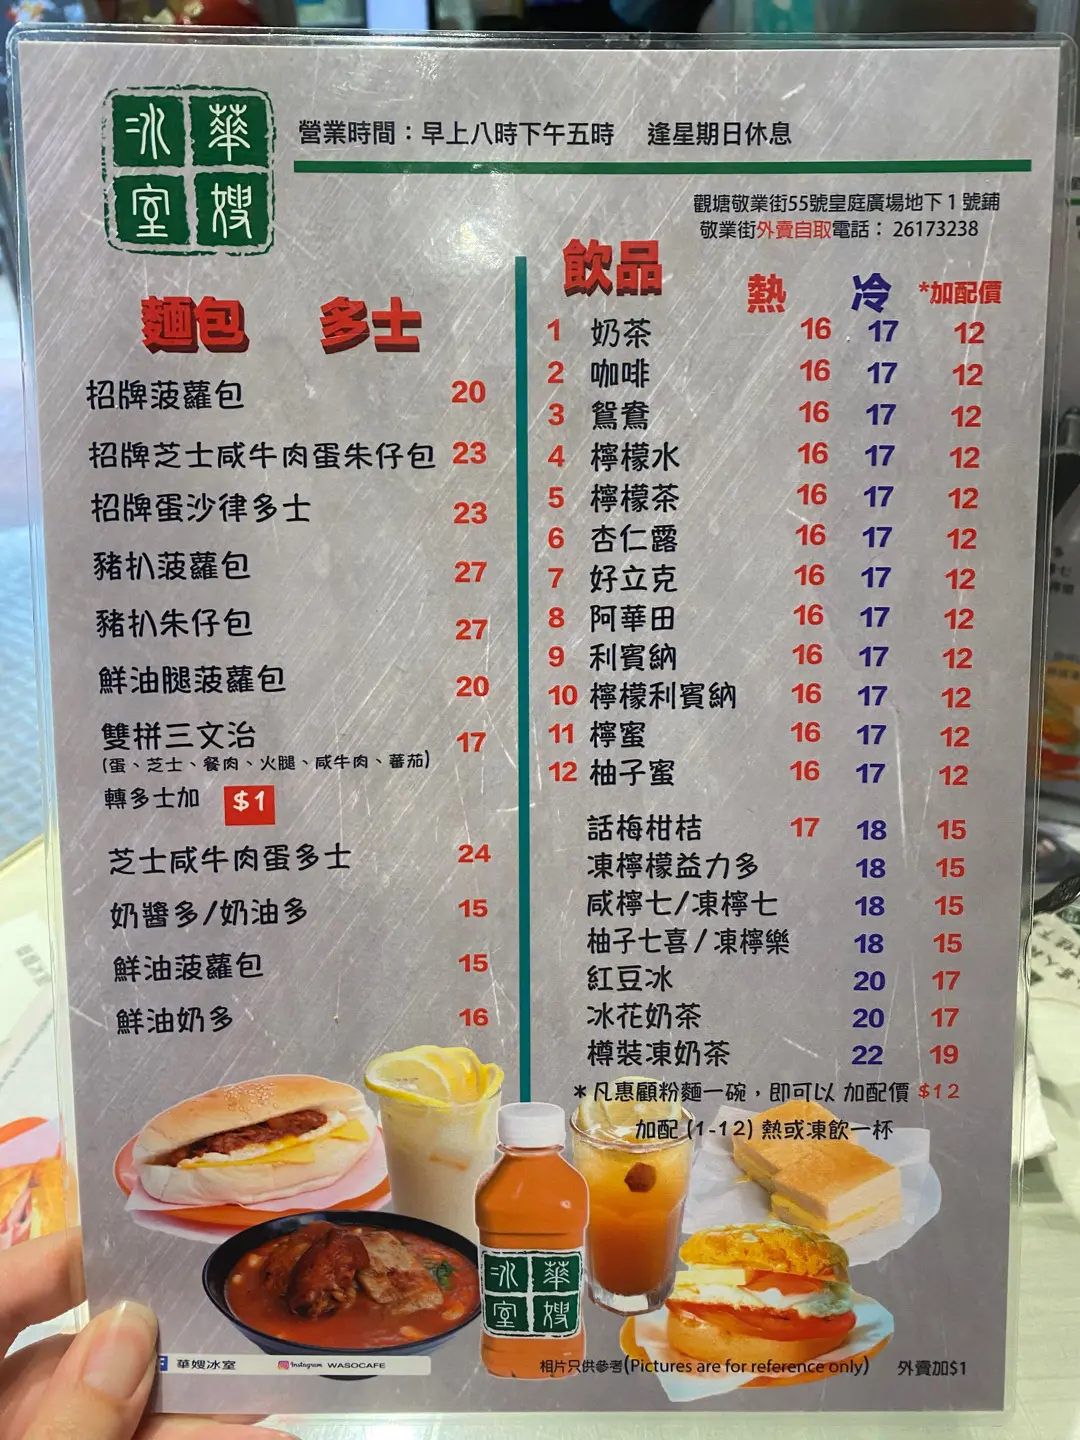 華嫂冰室
營業時間：早上八時下午五時　逢星期日休息
觀塘敬業街55號皇庭廣場地下1號鋪
敬業街外賣自取電話： 26173238
麵包　多士
招牌菠蘿包 20
招牌芝士咸牛肉蛋朱仔包 23
招牌蛋沙律多士 23
豬扒菠蘿包 27
豬扒朱仔包 27
鮮油腿菠蘿包 20
雙拼三文治 17
(蛋、芝士、餐肉、火腿、咸牛肉、蕃茄)
轉多士加 $1
芝士咸牛肉蛋多士 24
奶醬多/奶油多 15
鮮油菠蘿包 15
鮮油奶多 16
飲品　熱　冷　*加配價
1 奶茶 16 17 12
2 咖啡 16 17 12
3 鴛鴦 16 17 12
4 檸檬水 16 17 12
5 檸檬茶 16 17 12
6 杏仁露 16 17 12
7 好立克 16 17 12
8 阿華田 16 17 12
9 利賓納 16 17 12
10 檸檬利賓納 16 17 12
11 檸蜜 16 17 12
12 柚子蜜 16 17 12
話梅柑桔 17 18 15
凍檸檬益力多 18 15
咸檸七/凍檸七 18 15
柚子七喜/凍檸樂 18 15
紅豆冰 20 17
冰花奶茶 20 17
樽裝凍奶茶 22 19
*凡惠顧粉麵一碗，即可以 加配價 $12
加配 (1-12) 熱或凍飲一杯
華嫂冰室
華嫂冰室 Instagram WASOCAFE
相片只供參考(Pictures are for reference only)　外賣加$1